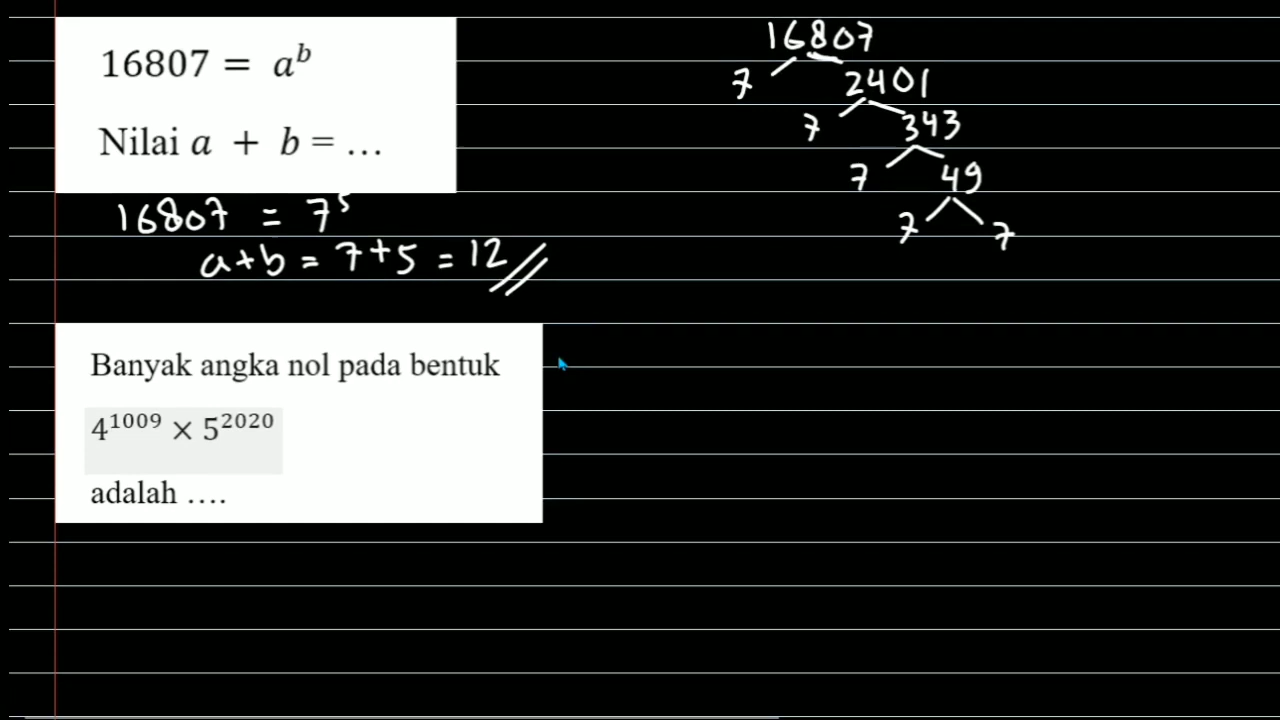 16807 = a^b
Nilai a + b = …
16807 = 7^5
a+b = 7+5 = 12
16807
7 2401
7 343
7 49
7 7
Banyak angka nol pada bentuk
4^1009 × 5^2020
adalah ….